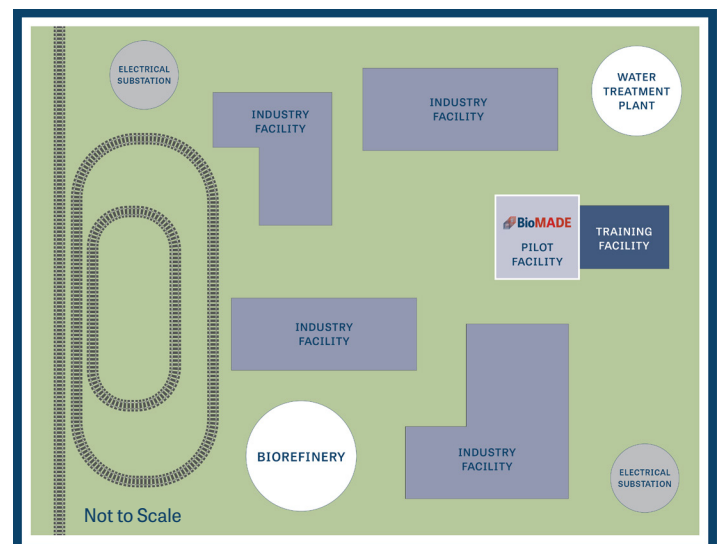 ELECTRICAL
SUBSTATION
INDUSTRY
FACILITY
INDUSTRY
FACILITY
WATER
TREATMENT
PLANT
BioMADE
PILOT
FACILITY
TRAINING
FACILITY
INDUSTRY
FACILITY
BIOREFINERY
INDUSTRY
FACILITY
ELECTRICAL
SUBSTATION
Not to Scale